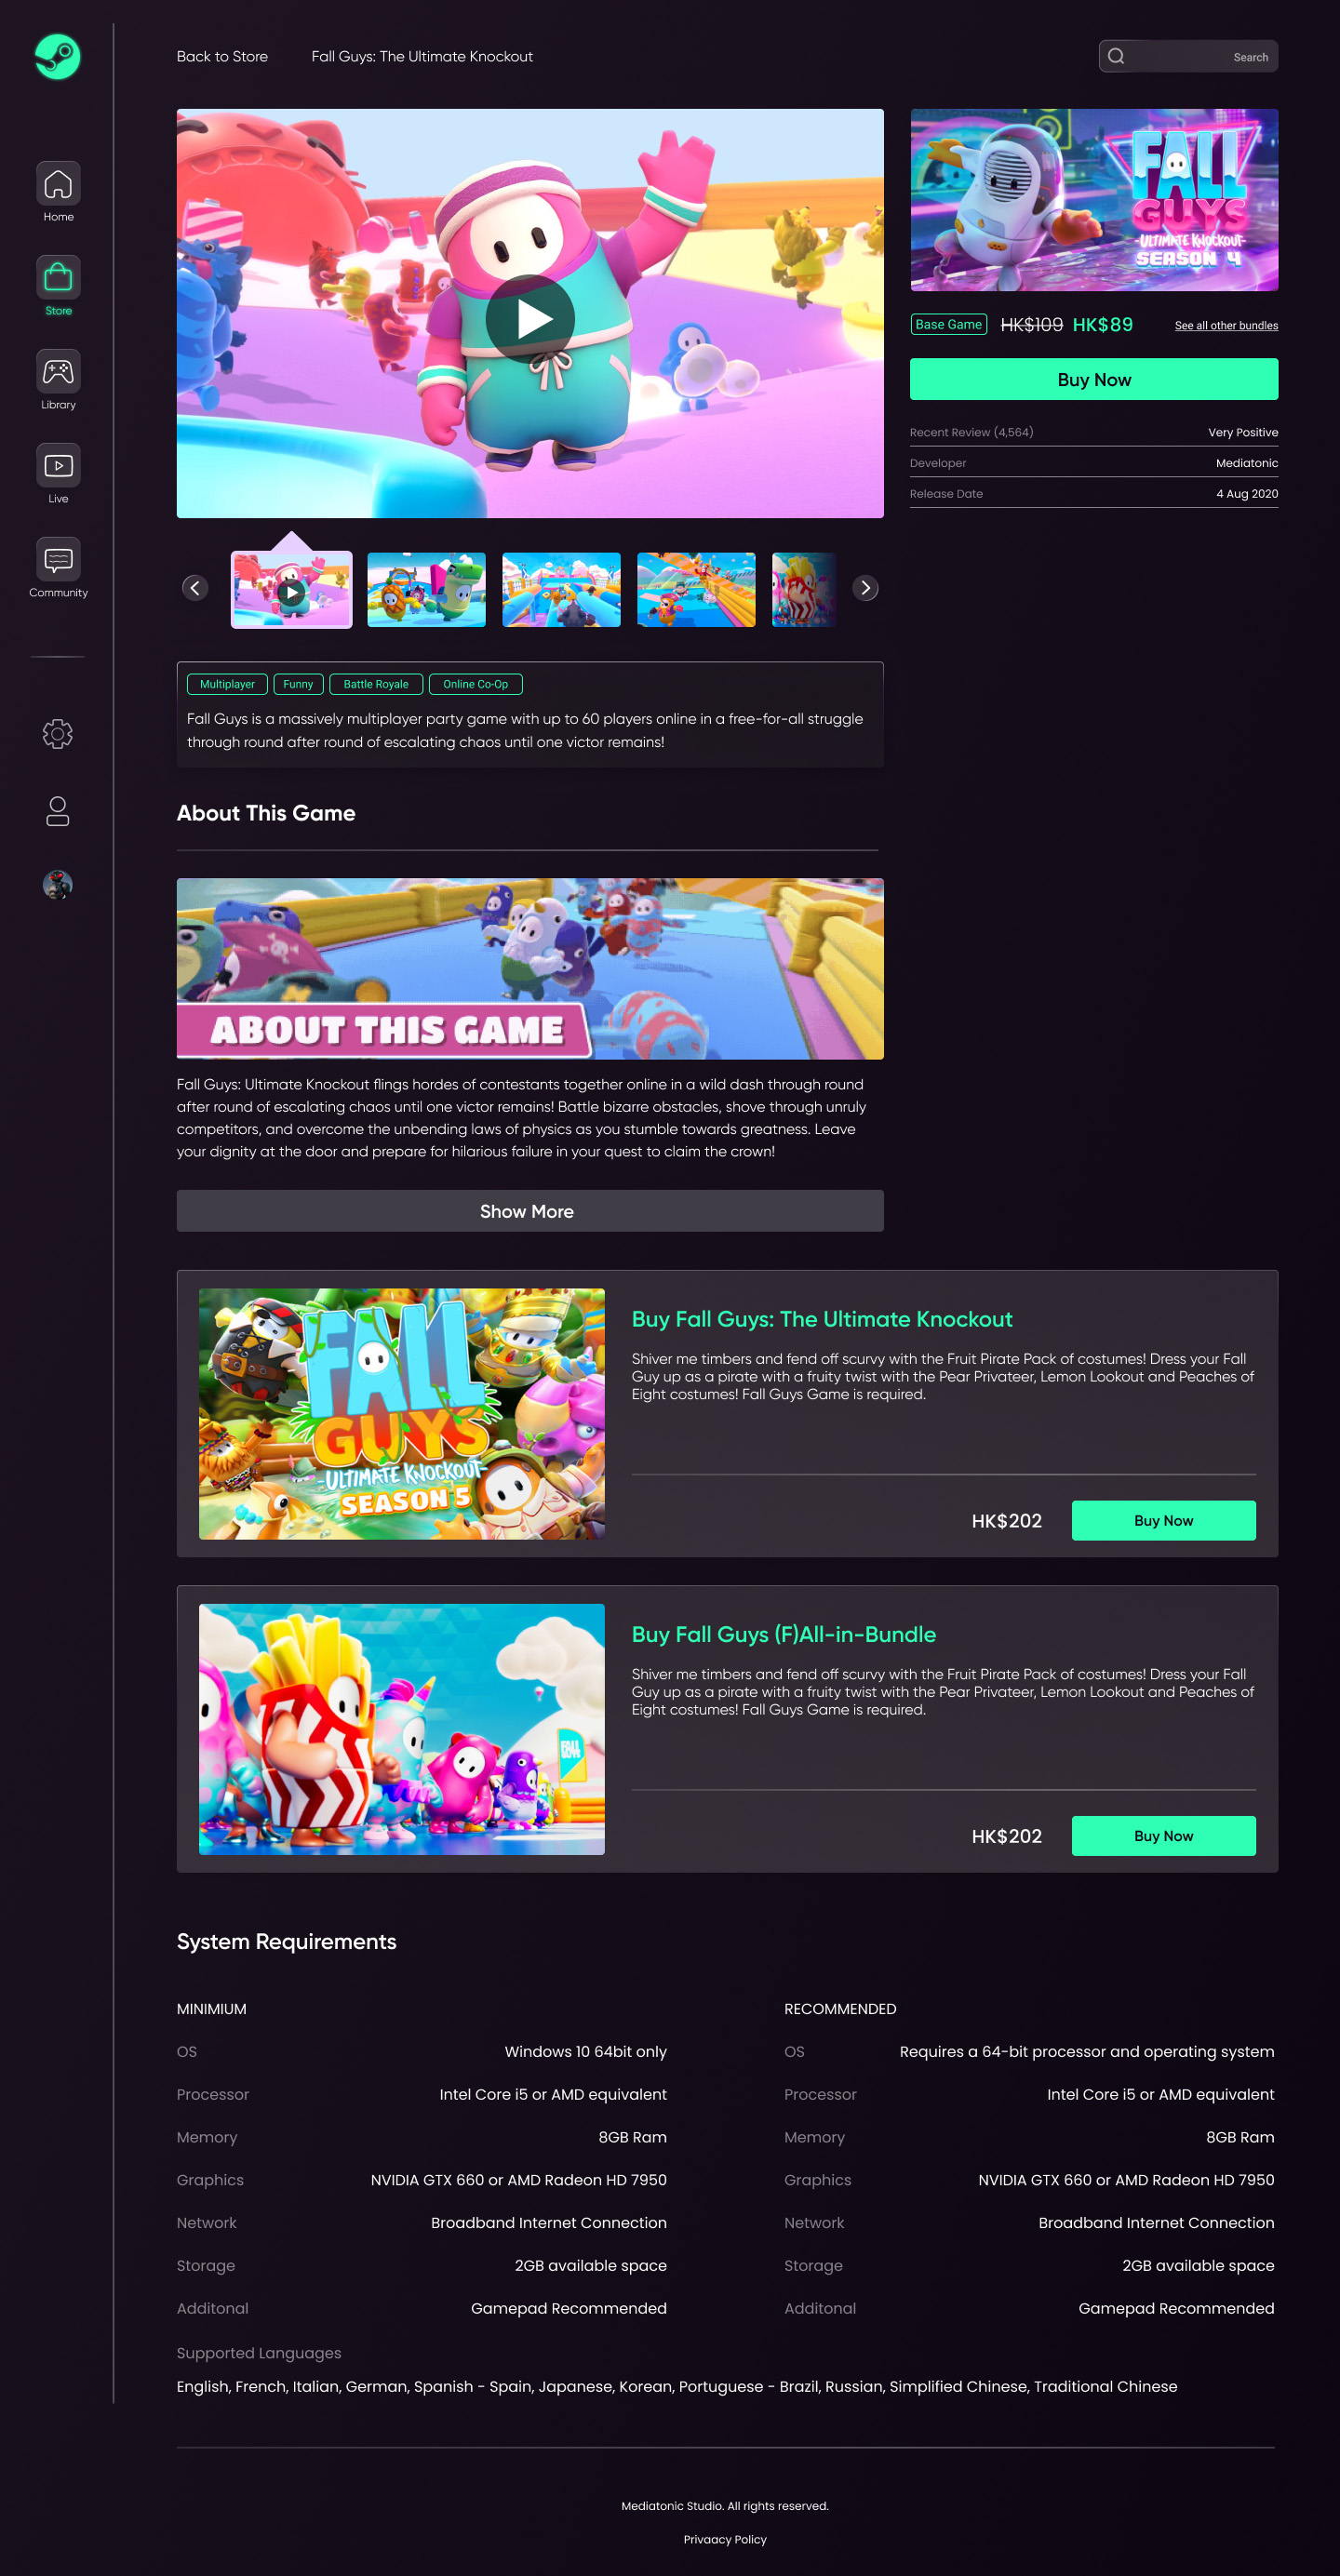 Back to Store
Fall Guys: The Ultimate Knockout
Search
Home
Store
Library
Live
Community
FALL
GUYS
-ULTIMATE KNOCKOUT-
SEASON 4
Base Game
HK$109
HK$89
See all other bundles
Buy Now
Recent Review (4,564)
Very Positive
Developer
Mediatonic
Release Date
4 Aug 2020
Multiplayer
Funny
Battle Royale
Online Co-Op
Fall Guys is a massively multiplayer party game with up to 60 players online in a free-for-all struggle
through round after round of escalating chaos until one victor remains!
About This Game
ABOUT THIS GAME
Fall Guys: Ultimate Knockout flings hordes of contestants together online in a wild dash through round
after round of escalating chaos until one victor remains! Battle bizarre obstacles, shove through unruly
competitors, and overcome the unbending laws of physics as you stumble towards greatness. Leave
your dignity at the door and prepare for hilarious failure in your quest to claim the crown!
Show More
FALL
GUYS
-ULTIMATE KNOCKOUT-
SEASON 5
Buy Fall Guys: The Ultimate Knockout
Shiver me timbers and fend off scurvy with the Fruit Pirate Pack of costumes! Dress your Fall
Guy up as a pirate with a fruity twist with the Pear Privateer, Lemon Lookout and Peaches of
Eight costumes! Fall Guys Game is required.
HK$202
Buy Now
FALL
GUYS
Buy Fall Guys (F)All-in-Bundle
Shiver me timbers and fend off scurvy with the Fruit Pirate Pack of costumes! Dress your Fall
Guy up as a pirate with a fruity twist with the Pear Privateer, Lemon Lookout and Peaches of
Eight costumes! Fall Guys Game is required.
HK$202
Buy Now
System Requirements
MINIMIUM
OS
Windows 10 64bit only
Processor
Intel Core i5 or AMD equivalent
Memory
8GB Ram
Graphics
NVIDIA GTX 660 or AMD Radeon HD 7950
Network
Broadband Internet Connection
Storage
2GB available space
Additonal
Gamepad Recommended
RECOMMENDED
OS
Requires a 64-bit processor and operating system
Processor
Intel Core i5 or AMD equivalent
Memory
8GB Ram
Graphics
NVIDIA GTX 660 or AMD Radeon HD 7950
Network
Broadband Internet Connection
Storage
2GB available space
Additonal
Gamepad Recommended
Supported Languages
English, French, Italian, German, Spanish - Spain, Japanese, Korean, Portuguese - Brazil, Russian, Simplified Chinese, Traditional Chinese
Mediatonic Studio. All rights reserved.
Privaacy Policy